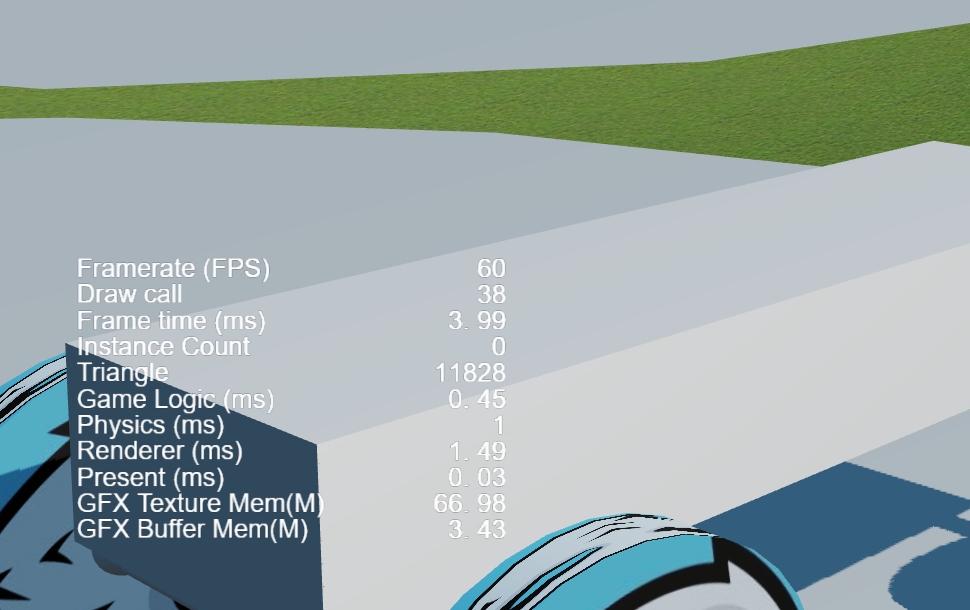 Framerate (FPS) 60
Draw call 38
Frame time (ms) 3. 99
Instance Count 0
Triangle 11828
Game Logic (ms) 0. 45
Physics (ms) 1
Renderer (ms) 1. 49
Present (ms) 0. 03
GFX Texture Mem(M) 66. 98
GFX Buffer Mem(M) 3. 43